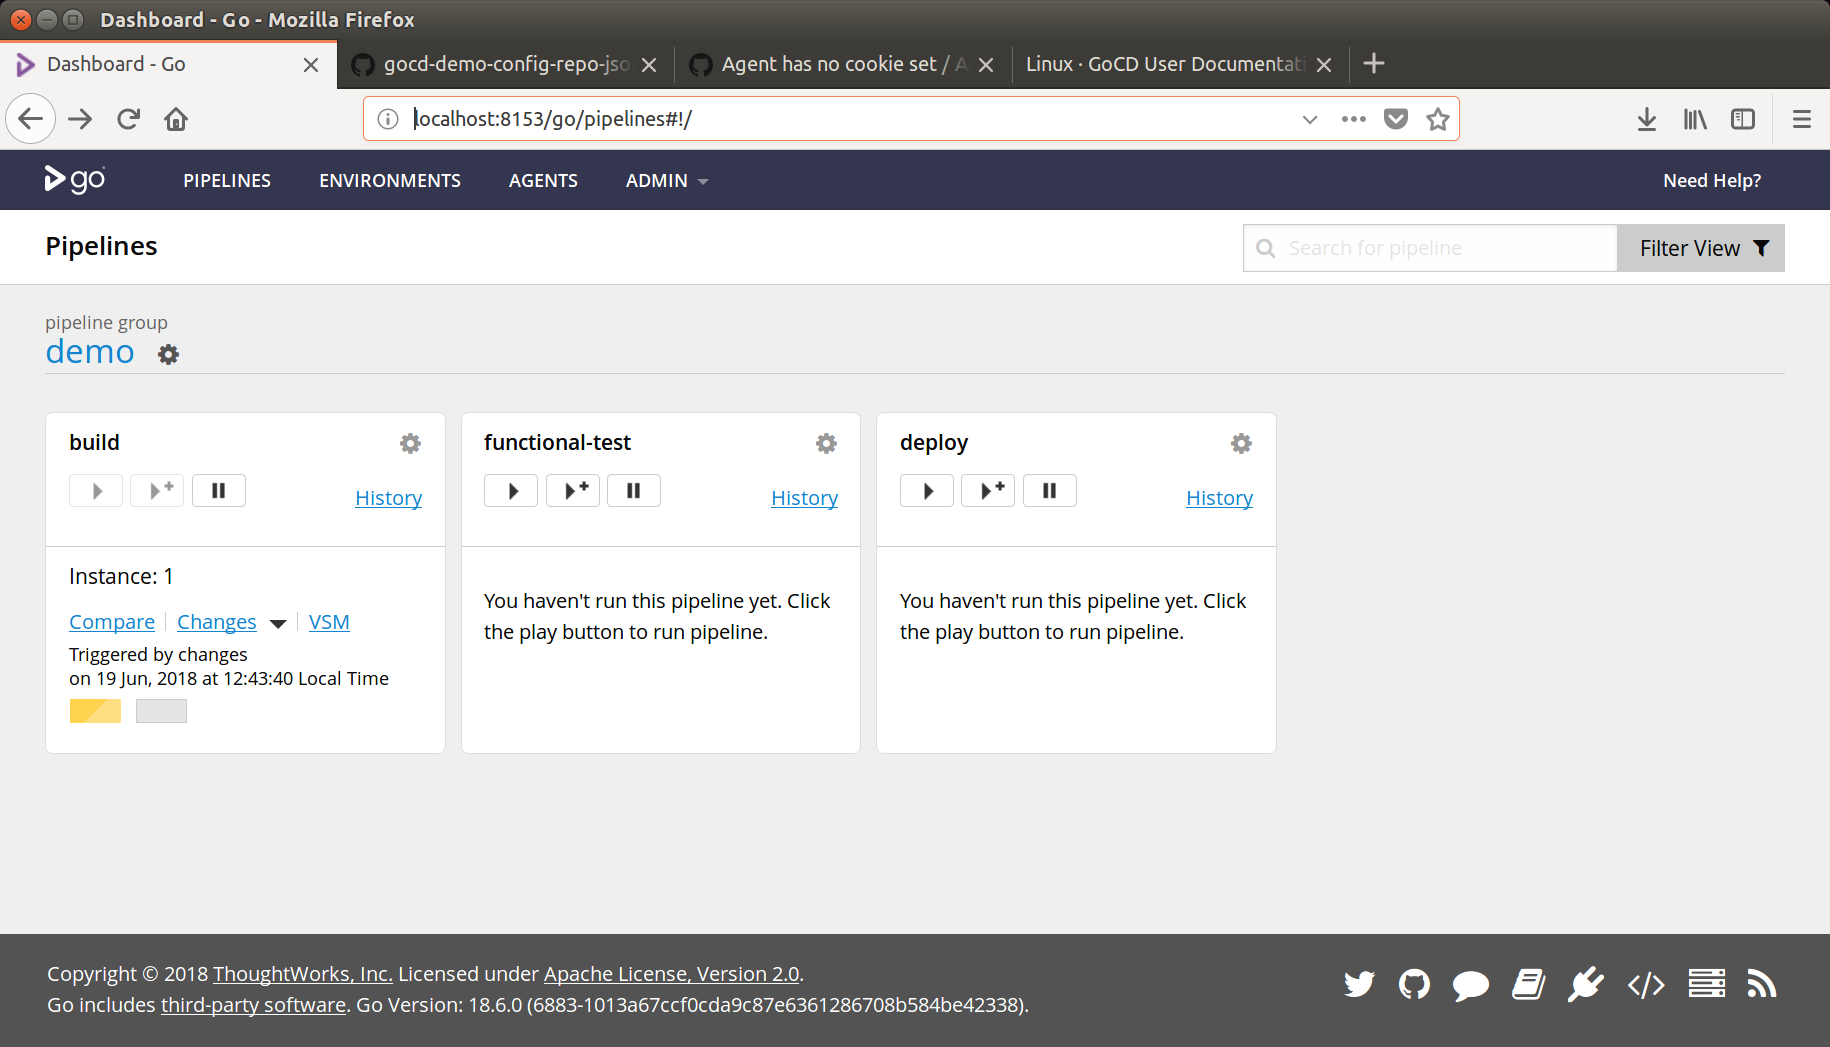 Dashboard - Go - Mozilla Firefox
Dashboard - Go
gocd-demo-config-repo-jso
Agent has no cookie set / A
Linux · GoCD User Documentati
localhost:8153/go/pipelines#!/
go
PIPELINES
ENVIRONMENTS
AGENTS
ADMIN
Need Help?
Pipelines
Search for pipeline
Filter View
pipeline group
demo
build
History
Instance: 1
Compare
Changes
VSM
Triggered by changes
on 19 Jun, 2018 at 12:43:40 Local Time
functional-test
History
You haven't run this pipeline yet. Click
the play button to run pipeline.
deploy
History
You haven't run this pipeline yet. Click
the play button to run pipeline.
Copyright © 2018 ThoughtWorks, Inc. Licensed under Apache License, Version 2.0.
Go includes third-party software. Go Version: 18.6.0 (6883-1013a67ccf0cda9c87e6361286708b584be42338).